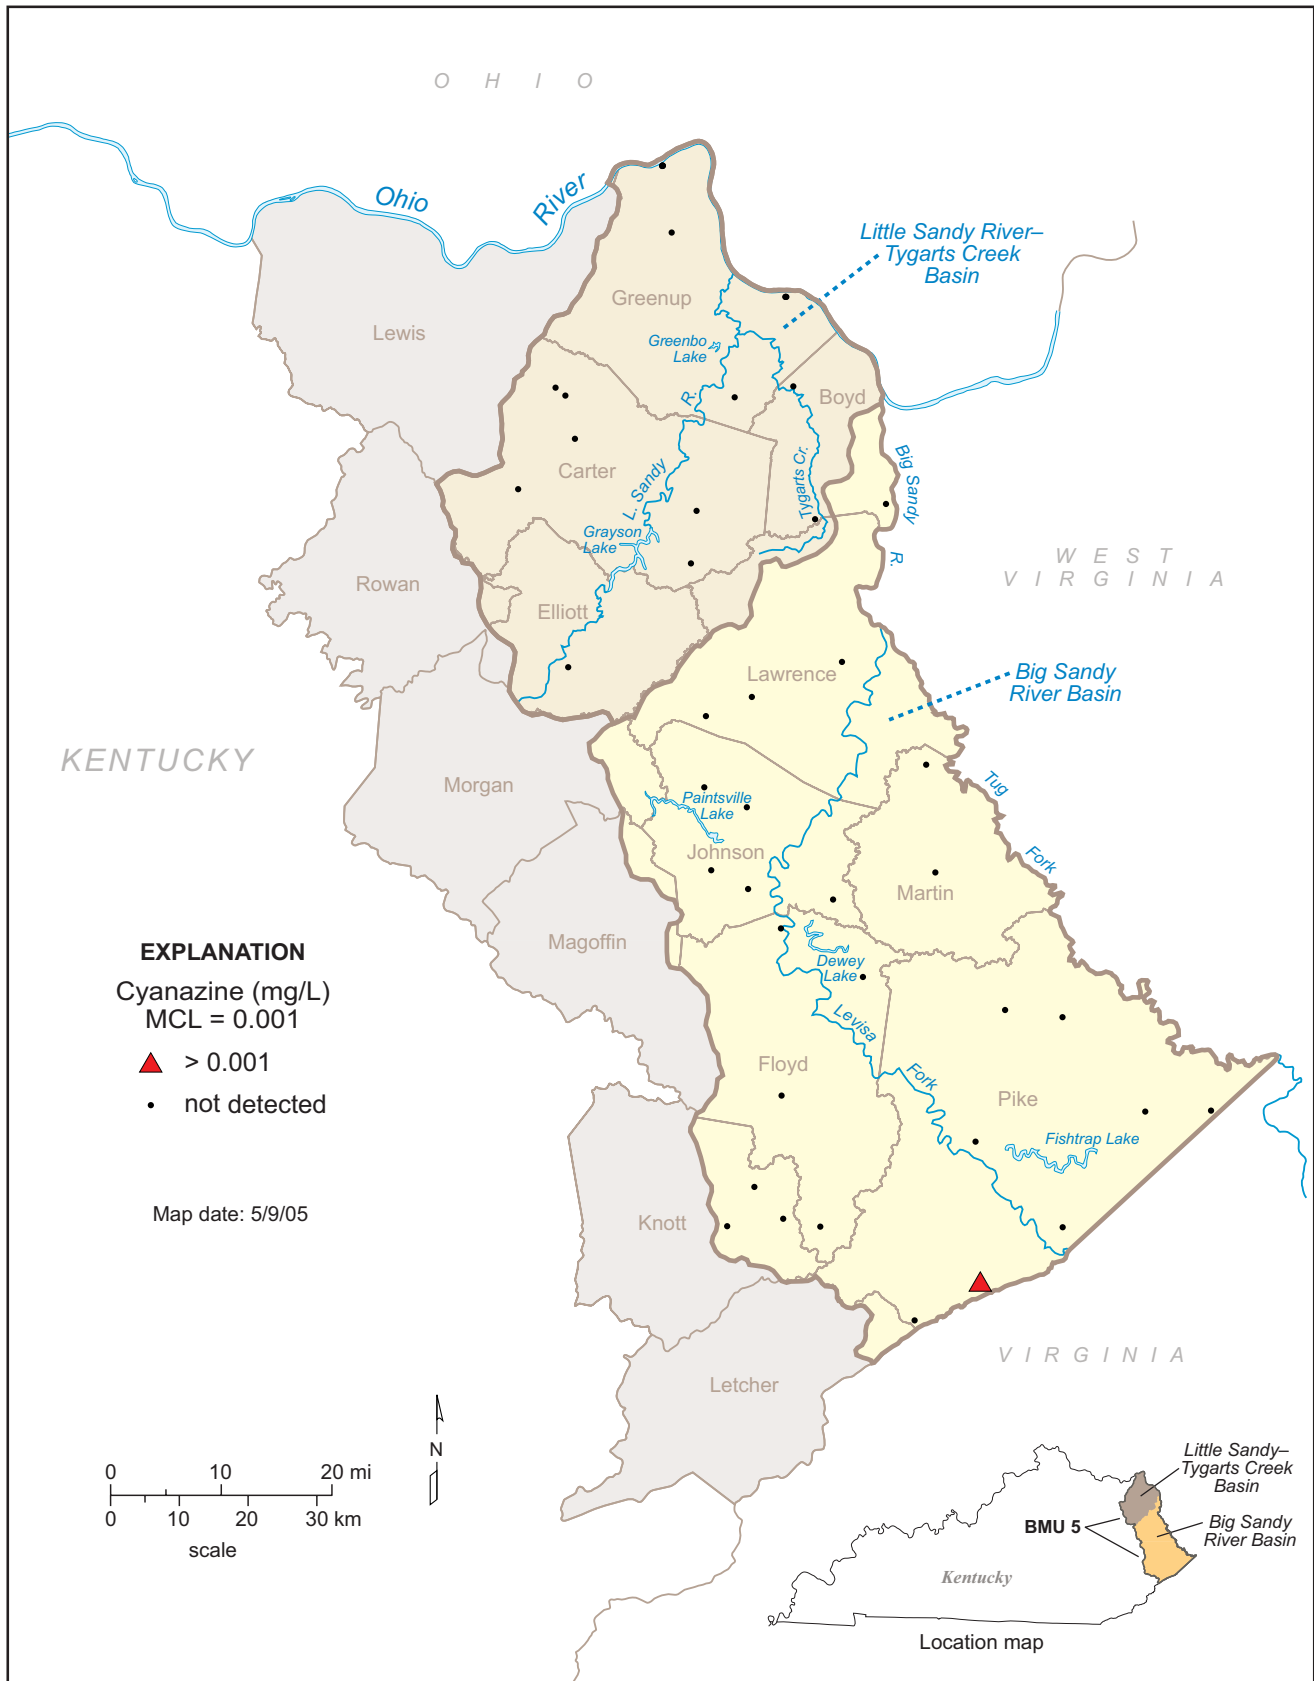 O H I O
Ohio
River
Little Sandy River–
Tygarts Creek
Basin
Greenup
Lewis
Greenbo
Lake
R.
Boyd
Carter
L. Sandy
Tygarts Cr.
Big Sandy
R.
Grayson
Lake
WEST
VIRGINIA
Rowan
Elliott
Lawrence
Big Sandy
River Basin
KENTUCKY
Morgan
Tug
Fork
Paintsville
Lake
Johnson
Martin
Magoffin
Dewey
Lake
Levisa
Fork
Floyd
Pike
Fishtrap Lake
Knott
Letcher
VIRGINIA
EXPLANATION
Cyanazine (mg/L)
MCL = 0.001
> 0.001
not detected
Map date: 5/9/05
N
0 10 20 mi
0 10 20 30 km
scale
Little Sandy–
Tygarts Creek
Basin
BMU 5
Big Sandy
River Basin
Kentucky
Location map